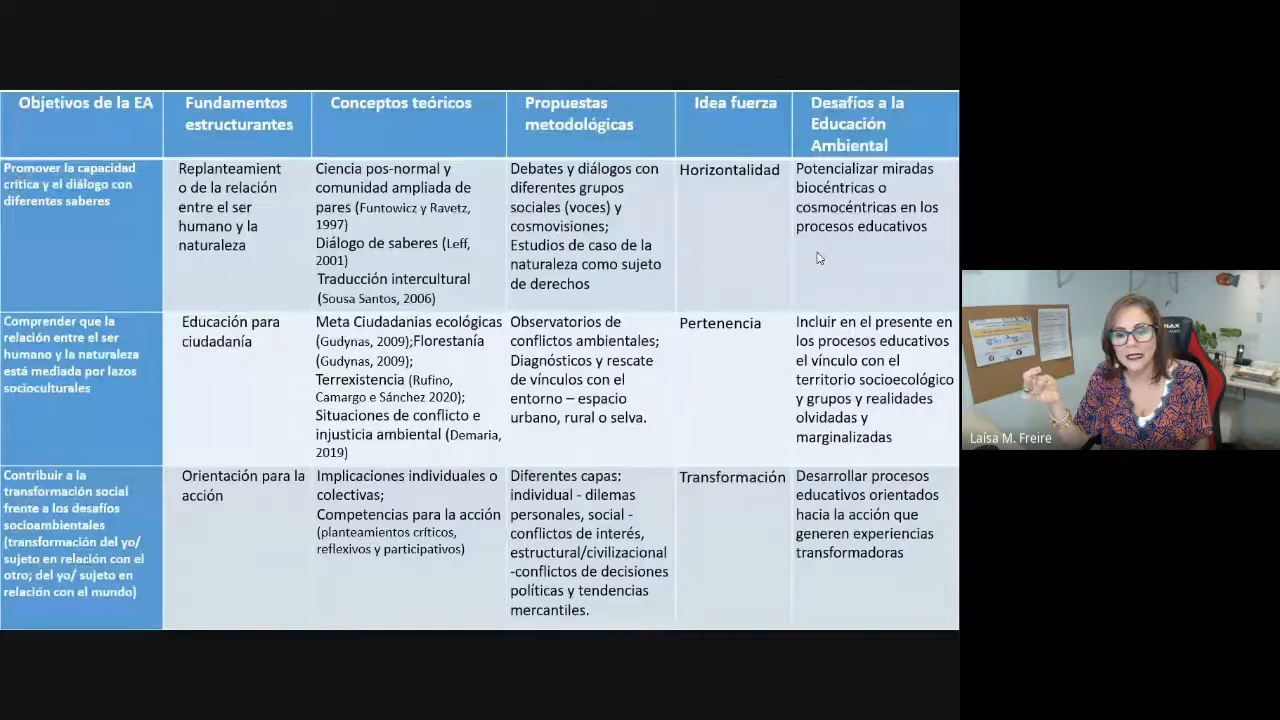 Objetivos de la EA
Fundamentos
estructurantes
Conceptos teóricos
Propuestas
metodológicas
Idea fuerza
Desafíos a la
Educación
Ambiental
Promover la capacidad
crítica y el diálogo con
diferentes saberes
Replanteamient
o de la relación
entre el ser
humano y la
naturaleza
Ciencia pos-normal y
comunidad ampliada de
pares (Funtowicz y Ravetz,
1997)
Diálogo de saberes (Leff,
2001)
Traducción intercultural
(Sousa Santos, 2006)
Debates y diálogos con
diferentes grupos
sociales (voces) y
cosmovisiones;
Estudios de caso de la
naturaleza como sujeto
de derechos
Horizontalidad
Potencializar miradas
biocéntricas o
cosmocéntricas en los
procesos educativos
Comprender que la
relación entre el ser
humano y la naturaleza
está mediada por lazos
socioculturales
Educación para
ciudadanía
Meta Ciudadanias ecológicas
(Gudynas, 2009);Florestanía
(Gudynas, 2009);
Terrexistencia (Rufino,
Camargo e Sánchez 2020);
Situaciones de conflicto e
injusticia ambiental (Demaria,
2019)
Observatorios de
conflictos ambientales;
Diagnósticos y rescate
de vínculos con el
entorno – espacio
urbano, rural o selva.
Pertenencia
Incluir en el presente en
los procesos educativos
el vínculo con el
territorio socioecológico
y grupos y realidades
olvidadas y
marginalizadas
Contribuir a la
transformación social
frente a los desafíos
socioambientales
(transformación del yo/
sujeto en relación con el
otro; del yo/ sujeto en
relación con el mundo)
Orientación para la
acción
Implicaciones individuales o
colectivas;
Competencias para la acción
(planteamientos críticos,
reflexivos y participativos)
Diferentes capas:
individual - dilemas
personales, social -
conflictos de interés,
estructural/civilizacional
-conflictos de decisiones
políticas y tendencias
mercantiles.
Transformación
Desarrollar procesos
educativos orientados
hacia la acción que
generen experiencias
transformadoras
Laísa M. Freire